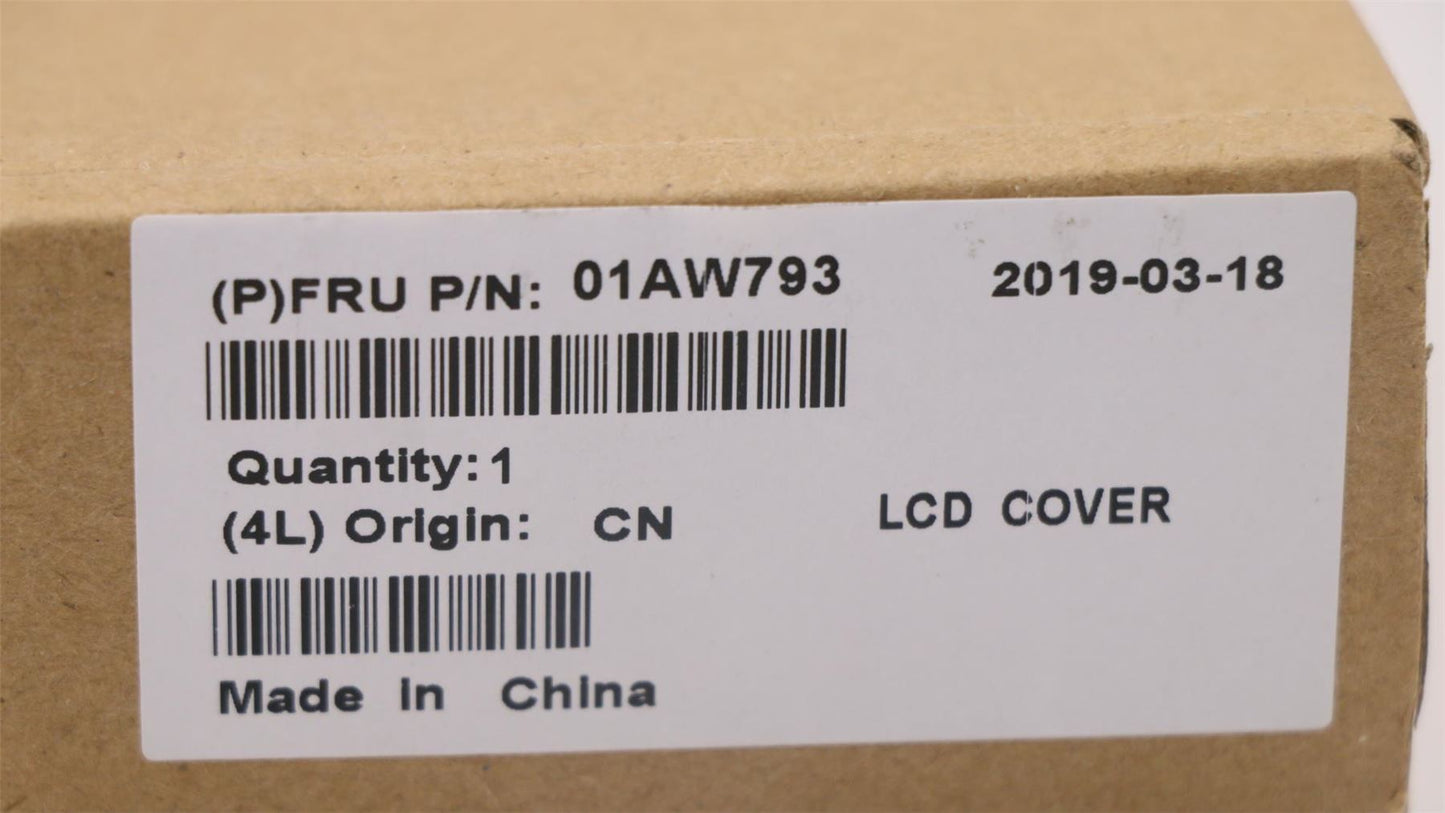 (P)FRU P/N: 01AW793 2019-03-18
Quantity: 1
(4L) Origin: CN LCD COVER
Made in China